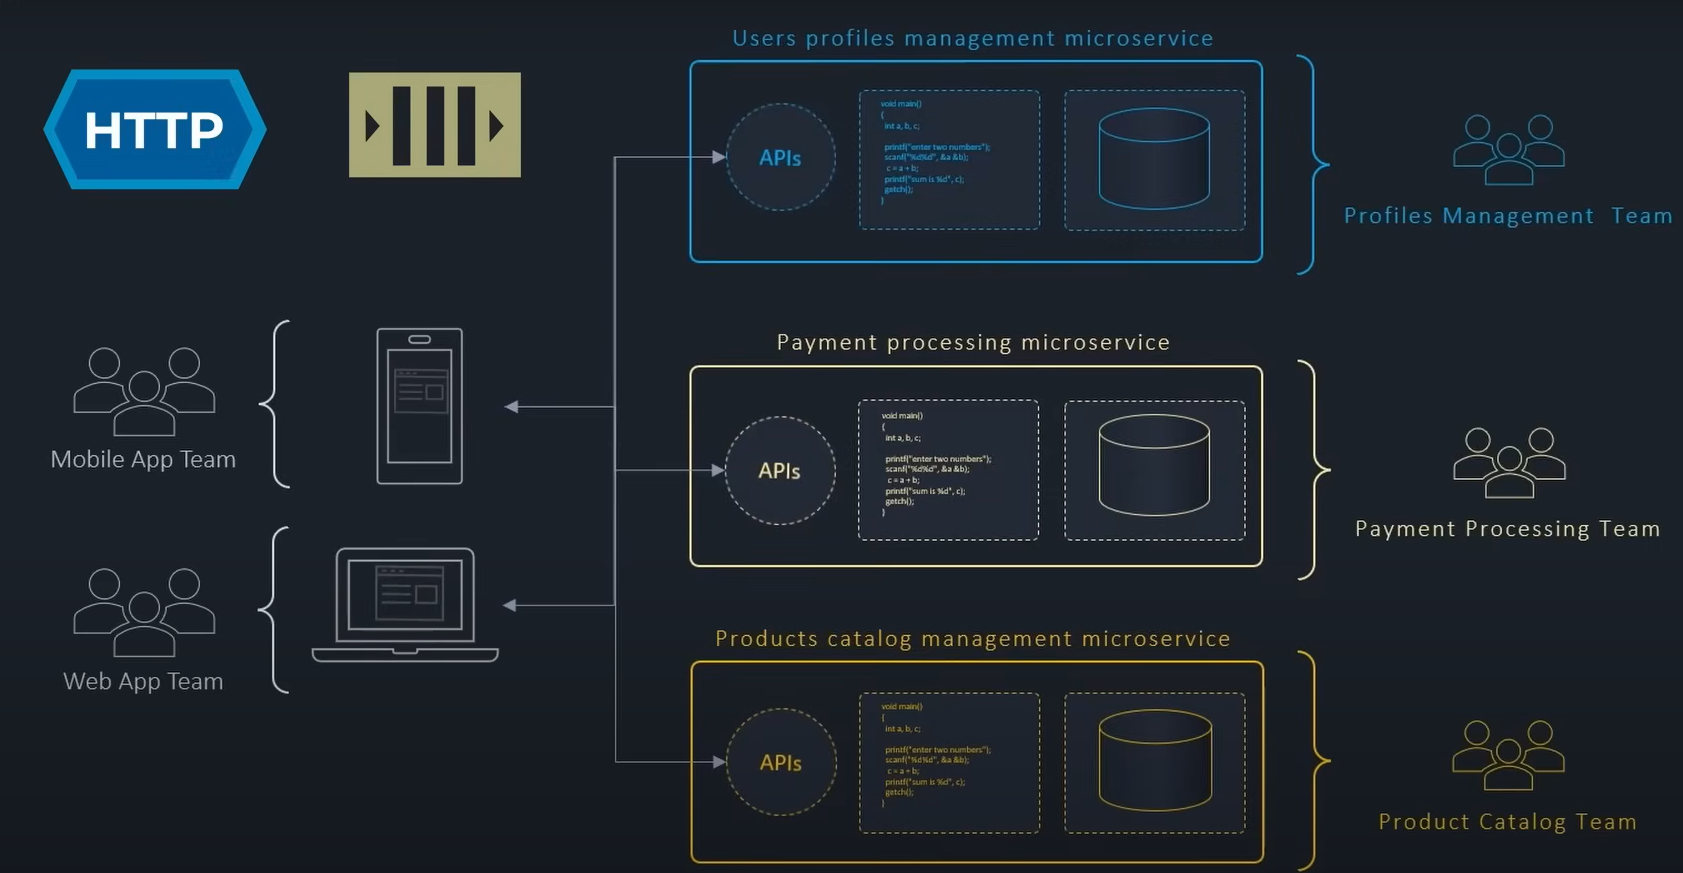 Users profiles management microservice
HTTP
APIs
void main()
{
int a, b, c;
printf("enter two numbers");
scanf("%d%d", &a &b);
c = a + b;
printf("sum is %d", c);
getch();
}
Profiles Management Team
Payment processing microservice
Mobile App Team
APIs
void main()
{
int a, b, c;
printf("enter two numbers");
scanf("%d%d", &a &b);
c = a + b;
printf("sum is %d", c);
getch();
}
Payment Processing Team
Web App Team
Products catalog management microservice
APIs
void main()
{
int a, b, c;
printf("enter two numbers");
scanf("%d%d", &a &b);
c = a + b;
printf("sum is %d", c);
getch();
}
Product Catalog Team